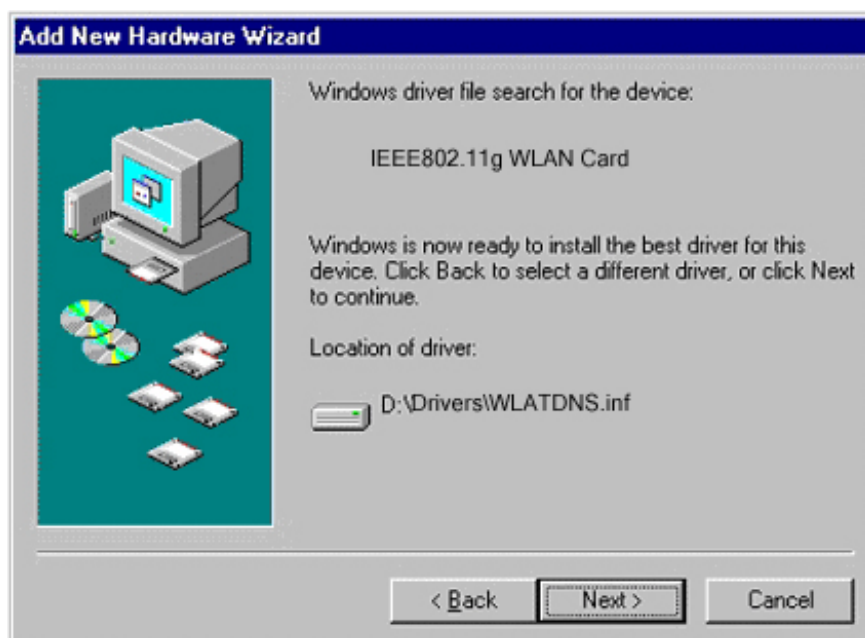 Add New Hardware Wizard
Windows driver file search for the device:
IEEE802.11g WLAN Card
Windows is now ready to install the best driver for this
device. Click Back to select a different driver, or click Next
to continue.
Location of driver:
D:\Drivers\WLATDNS.inf
< Back
Next >
Cancel